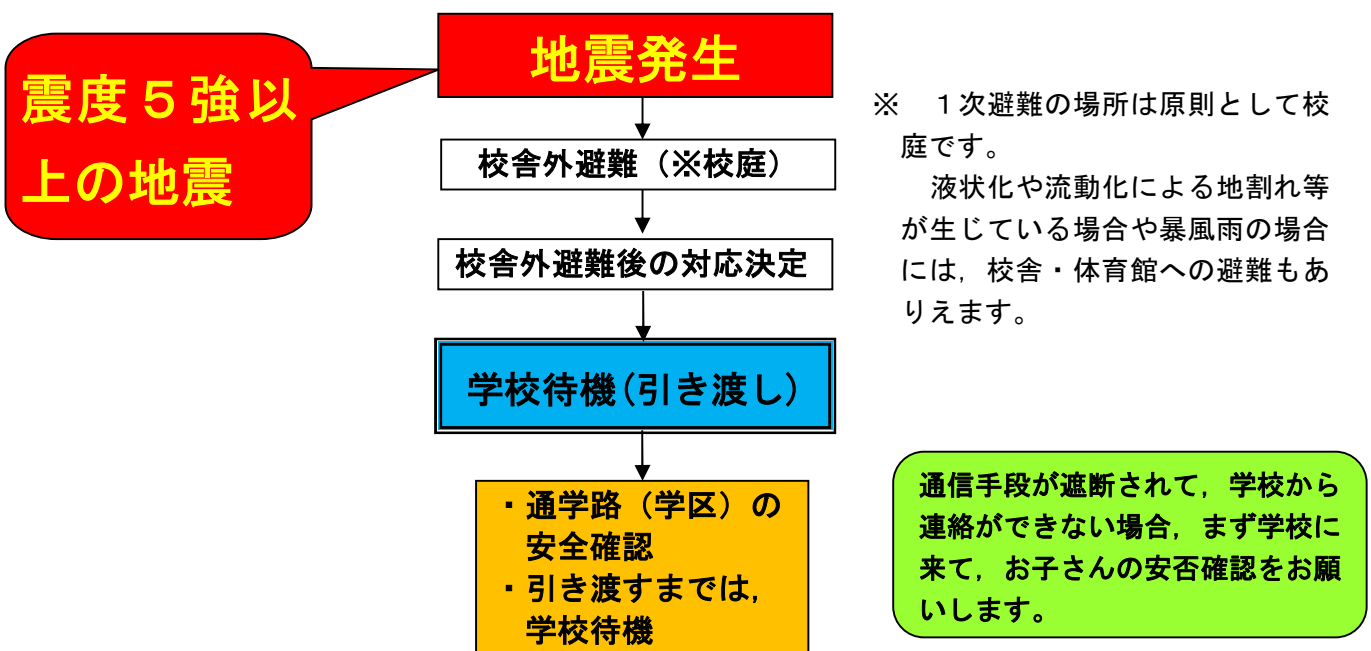 震度５強以
上の地震
地震発生
校舎外避難（※校庭）
校舎外避難後の対応決定
学校待機(引き渡し)
・通学路（学区）の
安全確認
・引き渡すまでは，
学校待機
※　１次避難の場所は原則として校
庭です。
液状化や流動化による地割れ等
が生じている場合や暴風雨の場合
には，校舎・体育館への避難もあ
りえます。
通信手段が遮断されて，学校から
連絡ができない場合，まず学校に
来て，お子さんの安否確認をお願
いします。